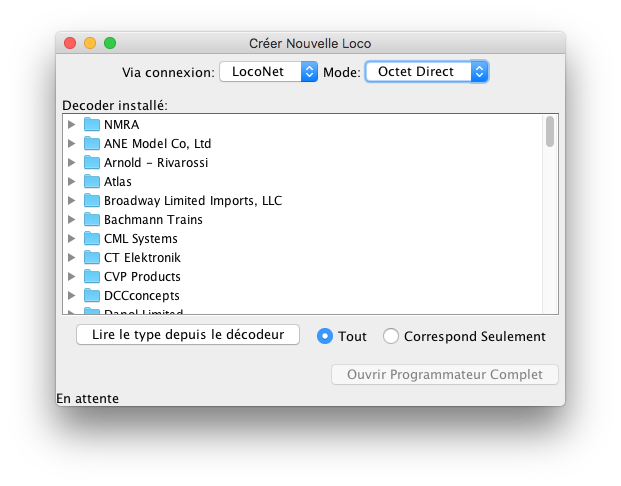 Créer Nouvelle Loco
Via connexion: LocoNet Mode: Octet Direct
Decoder installé:
NMRA
ANE Model Co, Ltd
Arnold - Rivarossi
Atlas
Broadway Limited Imports, LLC
Bachmann Trains
CML Systems
CT Elektronik
CVP Products
DCCconcepts
Dapol Limited
Lire le type depuis le décodeur Tout Correspond Seulement
Ouvrir Programmateur Complet
En attente